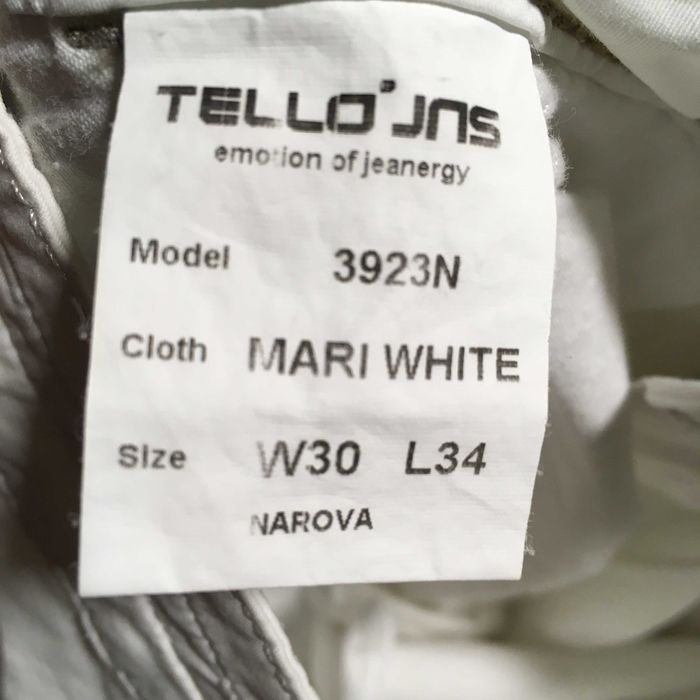 TELLO'JNS
emotion of jeanergy
Model 3923N
Cloth MARI WHITE
Size W30 L34
NAROVA